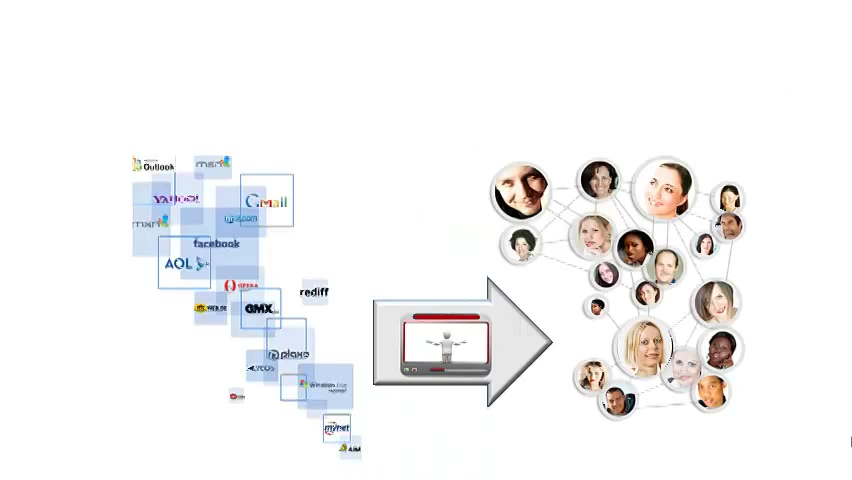 Outlook
msn
YAHOO!
Gmail
msn
mail.com
facebook
AOL
OPERA
rediff
WEB.DE
GMX
plaxo
LYCOS
Windows Live
mynet
AIM